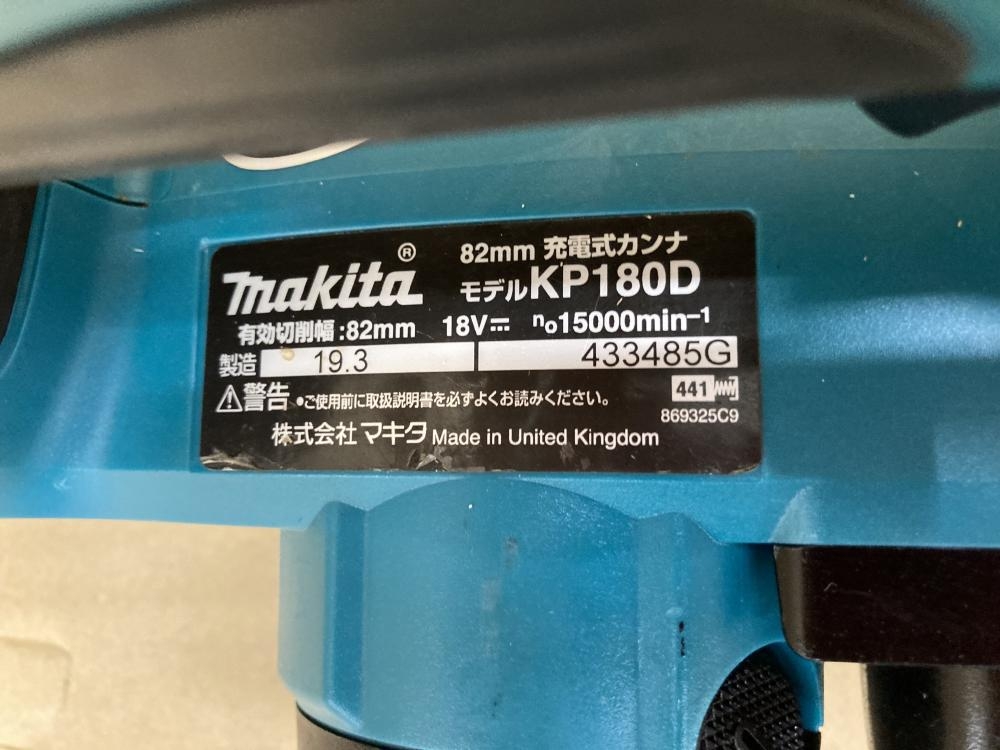 makita®
82mm 充電式カンナ
モデルKP180D
有効切削幅:82mm 18V⎓ n₀15000min⁻¹
製造 19.3 433485G
⚠警告 •ご使用前に取扱説明書を必ずよくお読みください。
441
869325C9
株式会社 マキタ Made in United Kingdom